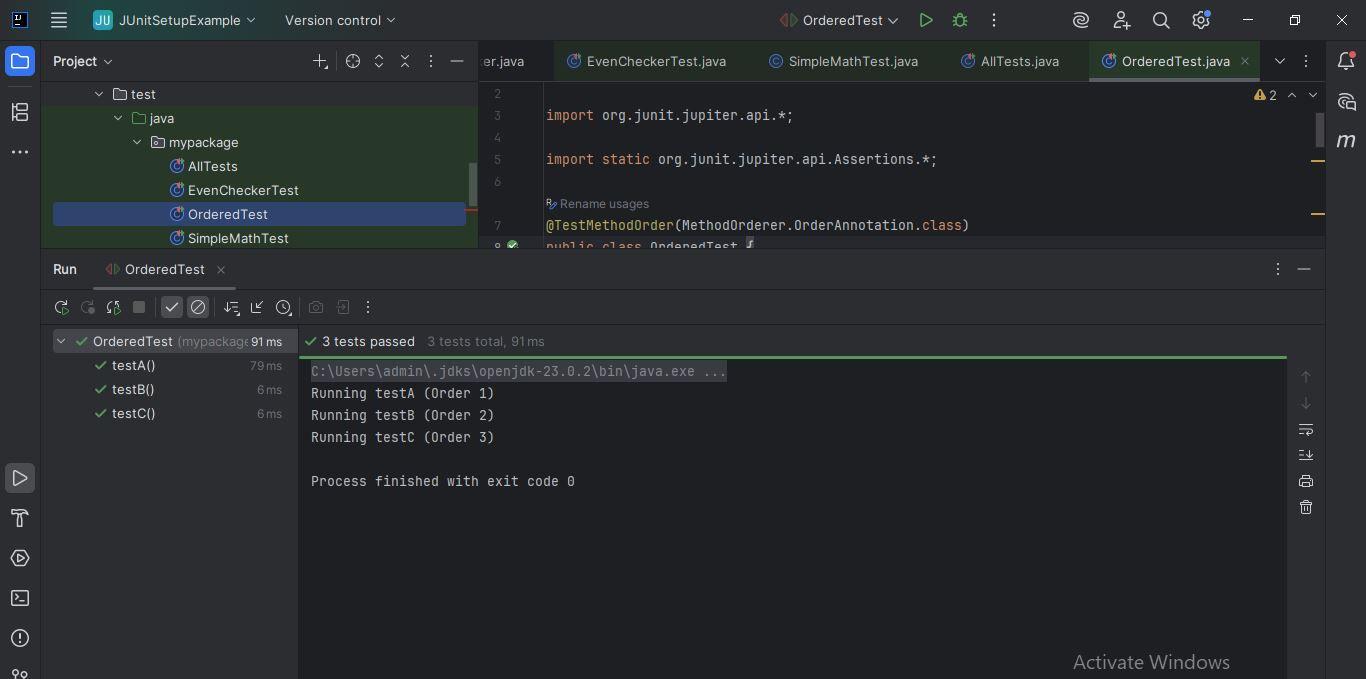 JU JUnitSetupExample Version control OrderedTest
Project
er.java EvenCheckerTest.java SimpleMathTest.java AllTests.java OrderedTest.java
test
java
mypackage
AllTests
EvenCheckerTest
OrderedTest
SimpleMathTest
2
3 import org.junit.jupiter.api.*;
4
5 import static org.junit.jupiter.api.Assertions.*;
6
Rename usages
7 @TestMethodOrder(MethodOrderer.OrderAnnotation.class)
8 public class OrderedTest {
2
Run OrderedTest
OrderedTest (mypackage 91 ms
testA() 79 ms
testB() 6 ms
testC() 6 ms
3 tests passed 3 tests total, 91 ms
C:\Users\admin\.jdks\openjdk-23.0.2\bin\java.exe ...
Running testA (Order 1)
Running testB (Order 2)
Running testC (Order 3)
Process finished with exit code 0
m
Activate Windows